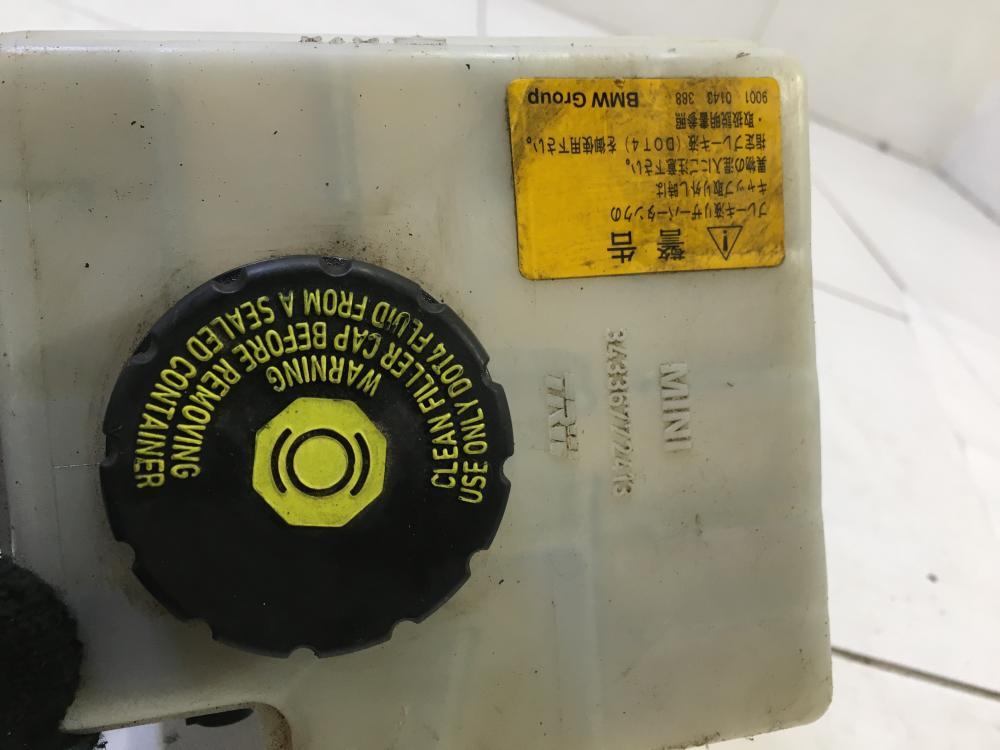 警告
ブレーキ液リザーバータンクの
キャップ取り外し時は
異物の混入にご注意下さい。
指定ブレーキ液(DOT4)を御使用下さい。
・取扱説明書参照
9001 0143 388 BMW Group
WARNING
CLEAN FILLER CAP BEFORE REMOVING
USE ONLY DOT4 FLUID FROM A SEALED CONTAINER
MINI
TRW